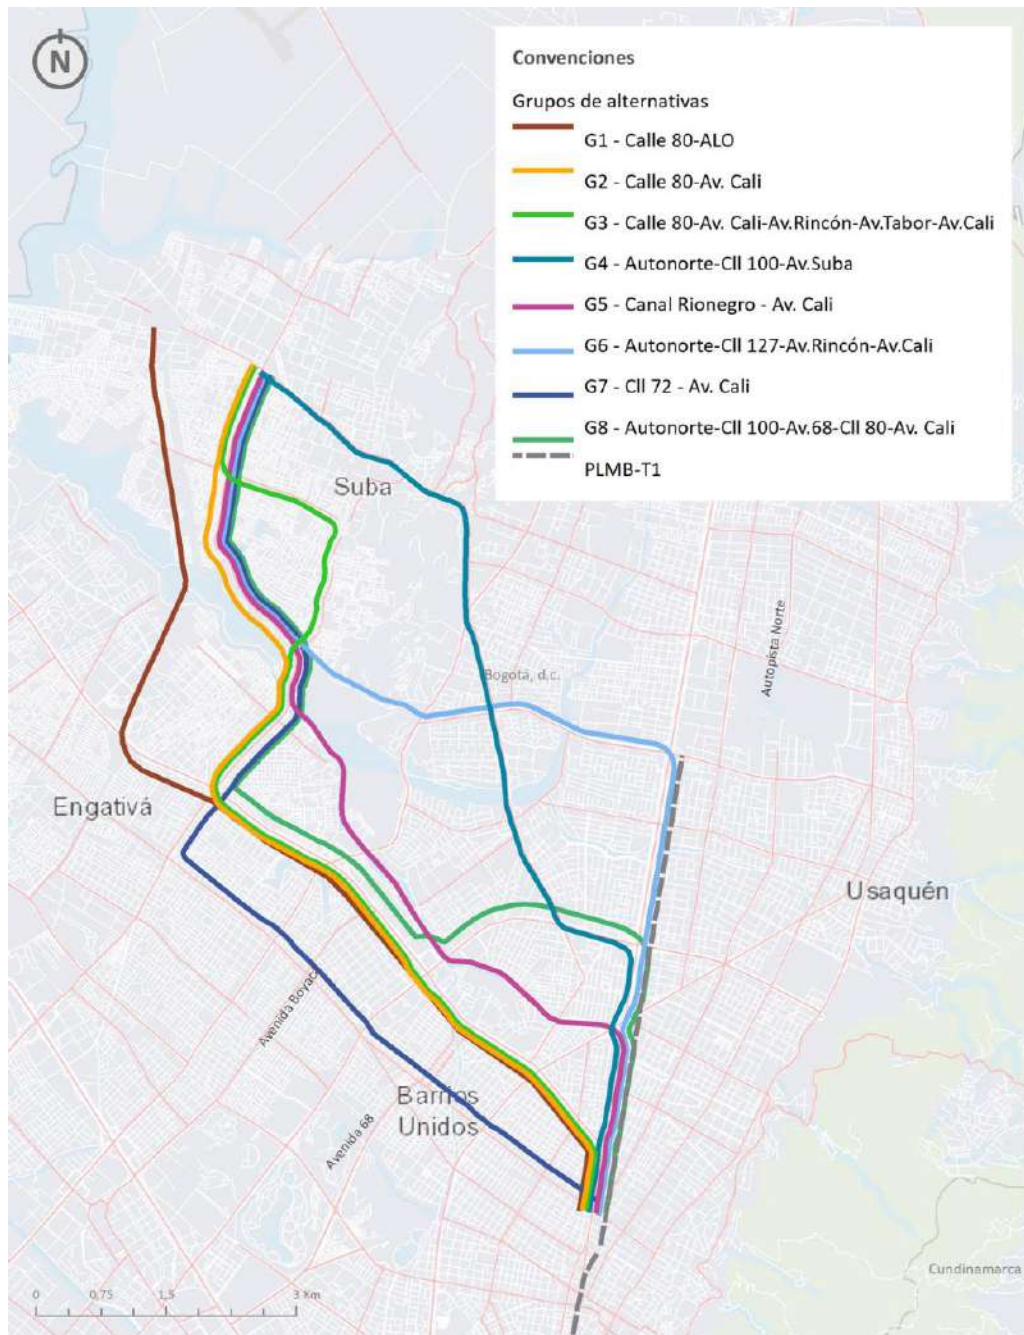 N
Convenciones
Grupos de alternativas
G1 - Calle 80-ALO
G2 - Calle 80-Av. Cali
G3 - Calle 80-Av. Cali-Av.Rincón-Av.Tabor-Av.Cali
G4 - Autonorte-Cll 100-Av.Suba
G5 - Canal Rionegro - Av. Cali
G6 - Autonorte-Cll 127-Av.Rincón-Av.Cali
G7 - Cll 72 - Av. Cali
G8 - Autonorte-Cll 100-Av.68-Cll 80-Av. Cali
PLMB-T1
Suba
Autopista Norte
Bogotá, d.c.
Engativá
Usaquén
Avenida Boyacá
Barrios
Unidos
Avenida 68
Cundinamarca
0 0,75 1,5 3 Km